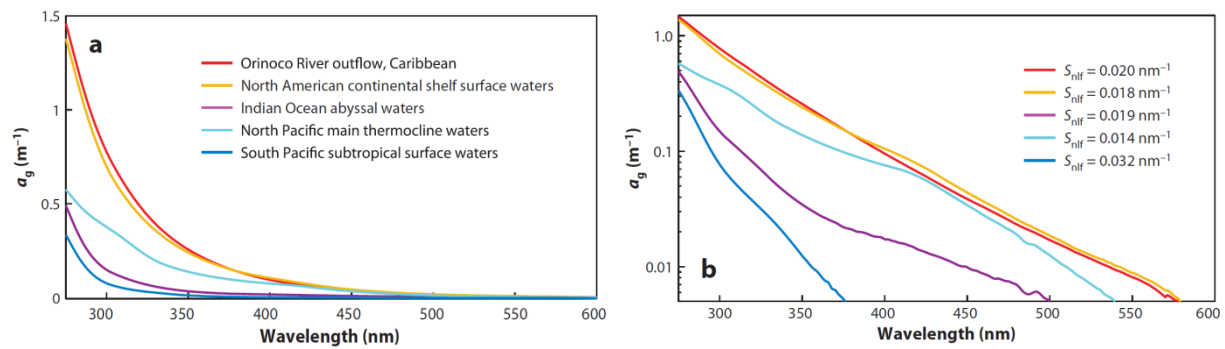 1.5
1
0.5
0
a_g (m⁻¹)
a
Orinoco River outflow, Caribbean
North American continental shelf surface waters
Indian Ocean abyssal waters
North Pacific main thermocline waters
South Pacific subtropical surface waters
300 350 400 450 500 550 600
Wavelength (nm)
1.0
0.1
0.01
a_g (m⁻¹)
b
S_nlf = 0.020 nm⁻¹
S_nlf = 0.018 nm⁻¹
S_nlf = 0.019 nm⁻¹
S_nlf = 0.014 nm⁻¹
S_nlf = 0.032 nm⁻¹
300 350 400 450 500 550 600
Wavelength (nm)